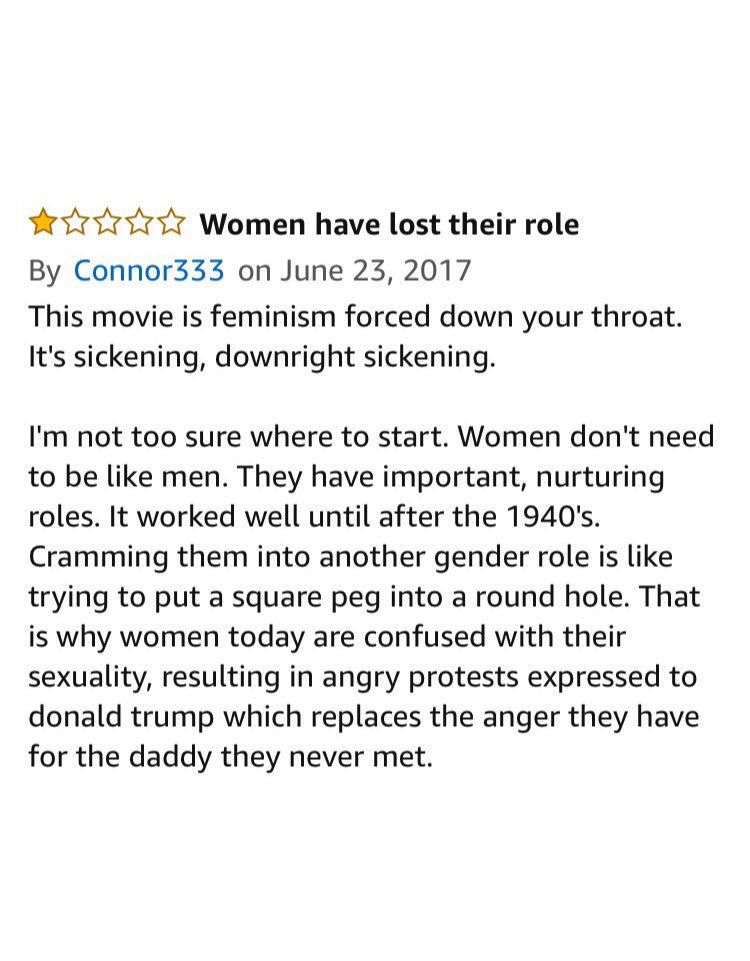 Women have lost their role
By Connor333 on June 23, 2017
This movie is feminism forced down your throat.
It's sickening, downright sickening.
I'm not too sure where to start. Women don't need
to be like men. They have important, nurturing
roles. It worked well until after the 1940's.
Cramming them into another gender role is like
trying to put a square peg into a round hole. That
is why women today are confused with their
sexuality, resulting in angry protests expressed to
donald trump which replaces the anger they have
for the daddy they never met.